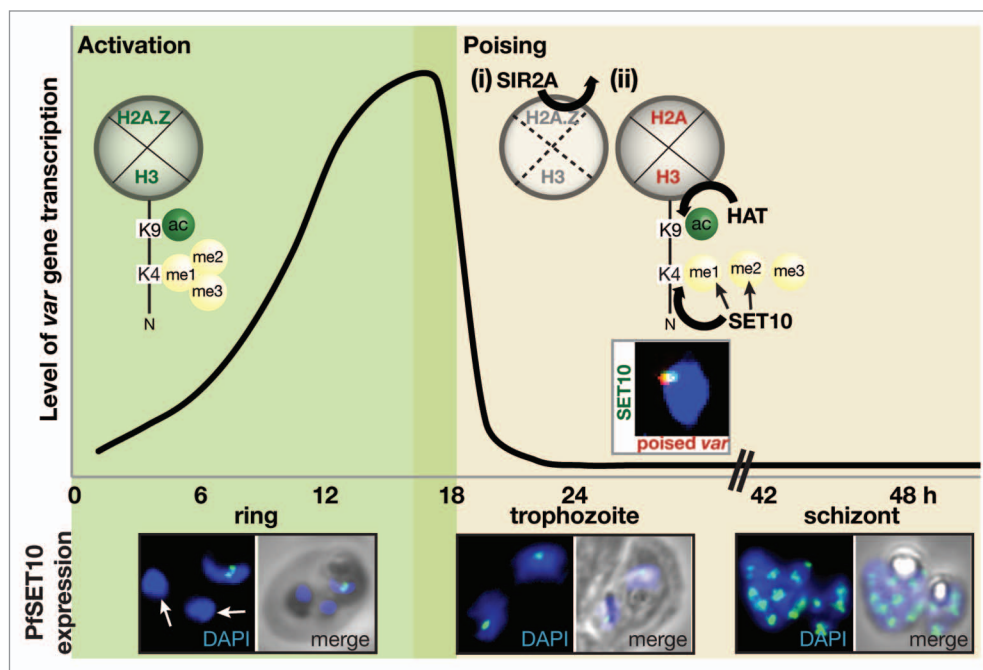 Activation
Poising
Level of var gene transcription
H2A.Z
H3
K9
ac
K4
me1
me2
me3
N
(i) SIR2A
(ii)
H2A.Z
H3
H2A
H3
K9
ac
HAT
K4
me1
me2
me3
N
SET10
SET10
poised var
0
6
12
18
24
42
48 h
ring
trophozoite
schizont
PfSET10
expression
DAPI
merge
DAPI
merge
DAPI
merge